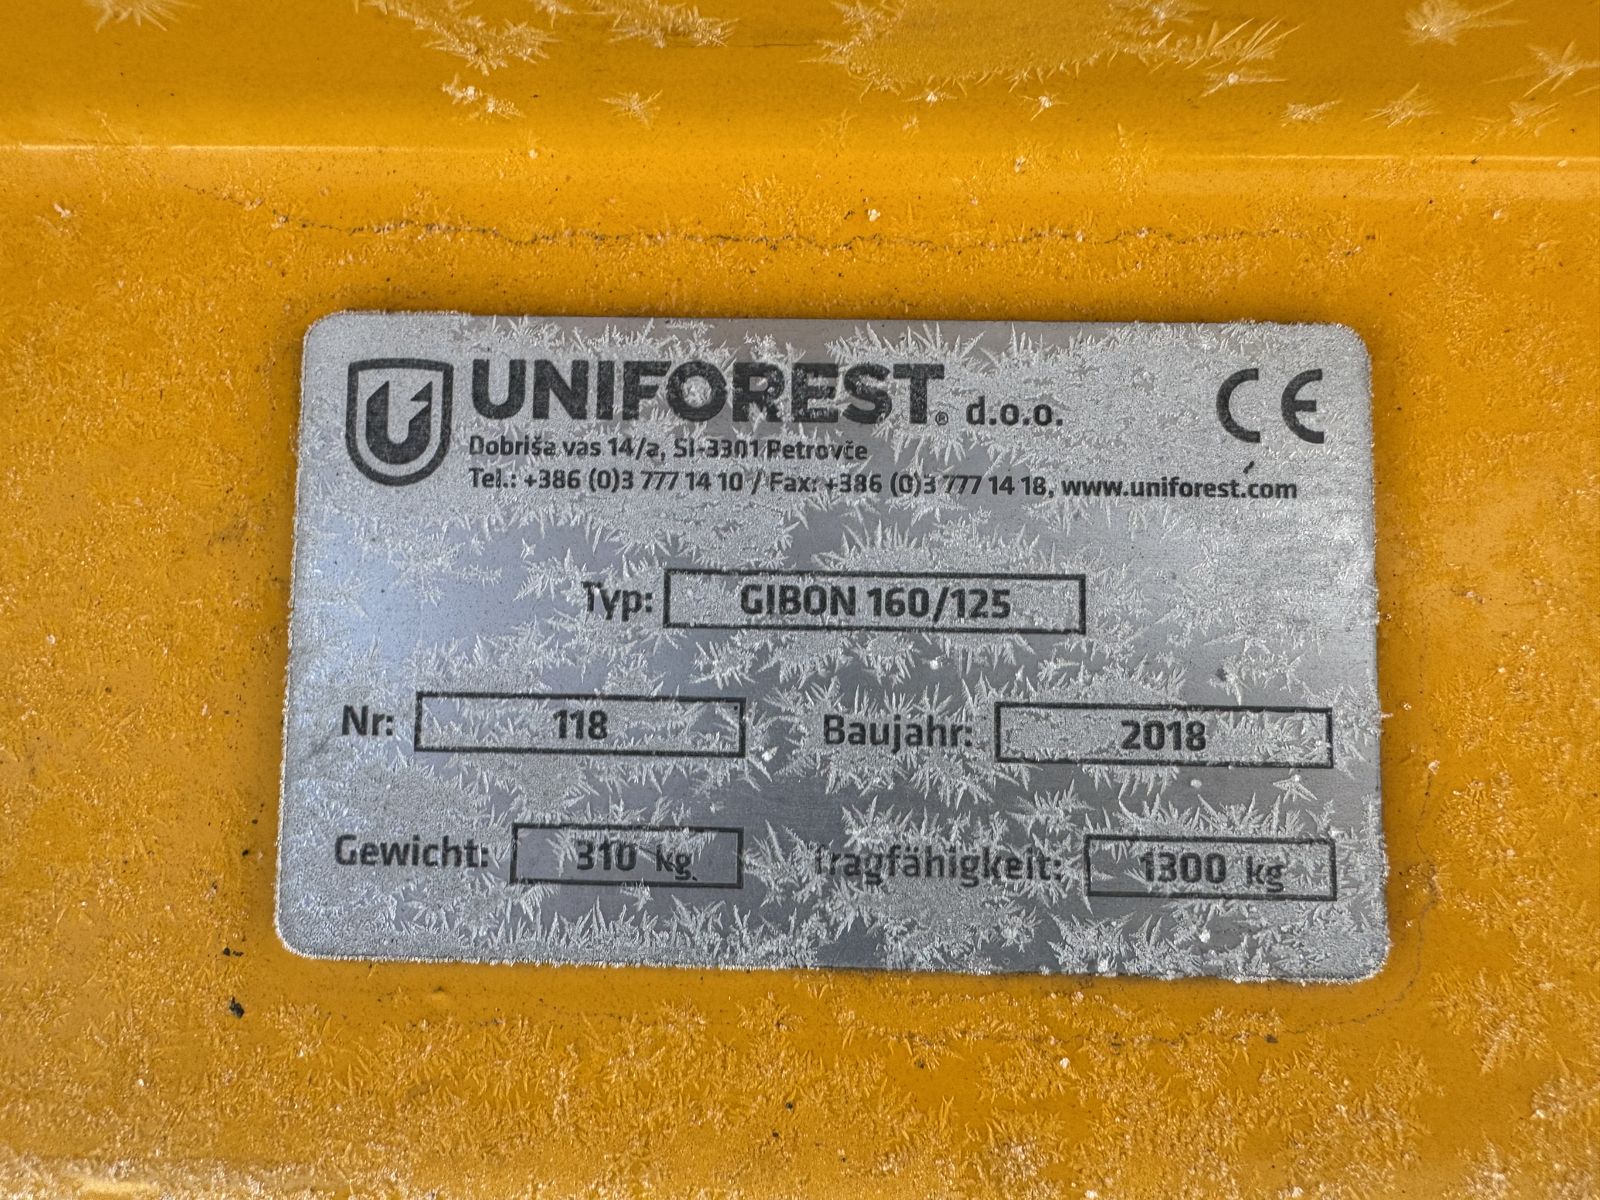 UNIFOREST® d.o.o. CE
Dobriša vas 14/a, SI-3301 Petrovče
Tel.: +386 (0)3 777 14 10 / Fax: +386 (0)3 777 14 18, www.uniforest.com
Typ: GIBON 160/125
Nr: 118 Baujahr: 2018
Gewicht: 310 kg Tragfähigkeit: 1300 kg